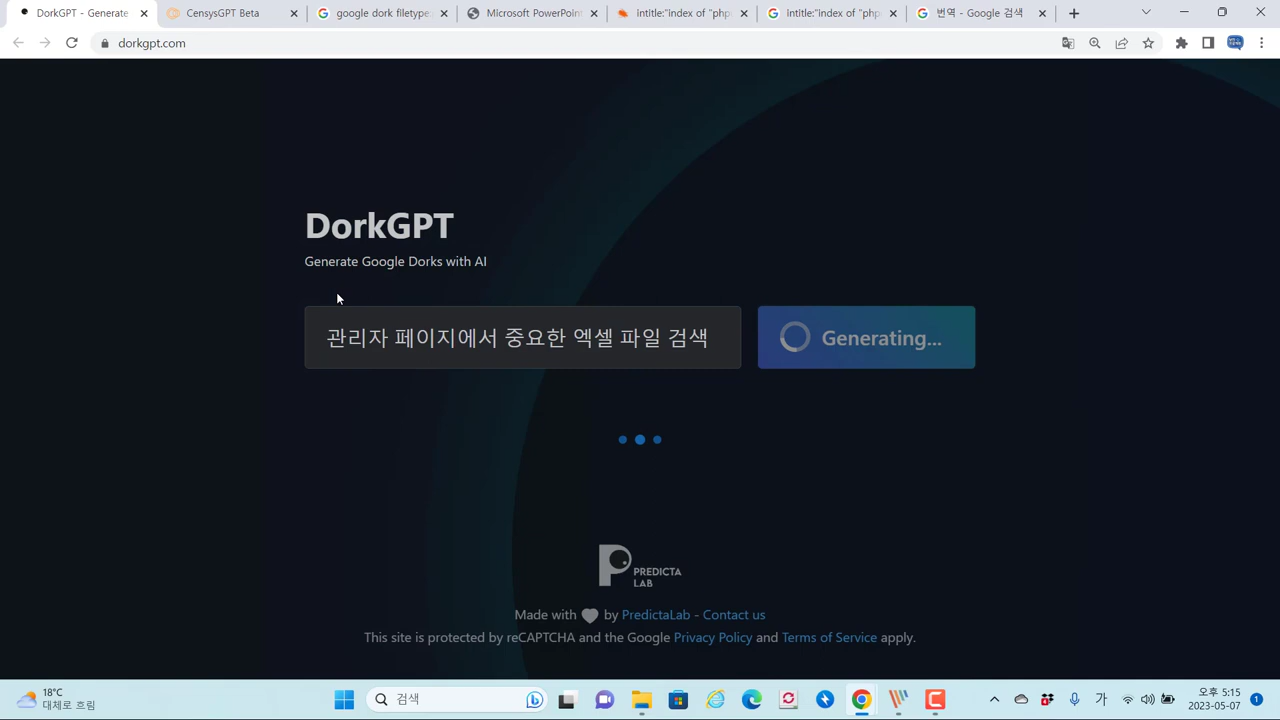 DorkGPT - Generate
CensysGPT Beta
google dork filetype,
Microsoft PowerPoin
Intitle:"index of "php
Intitle:"index of "php
번역 - Google 검색
dorkgpt.com
DorkGPT
Generate Google Dorks with AI
관리자 페이지에서 중요한 엑셀 파일 검색
Generating...
PREDICTA
LAB
Made with by PredictaLab - Contact us
This site is protected by reCAPTCHA and the Google Privacy Policy and Terms of Service apply.
18°C
대체로 흐림
검색
가
오후 5:15
2023-05-07
1